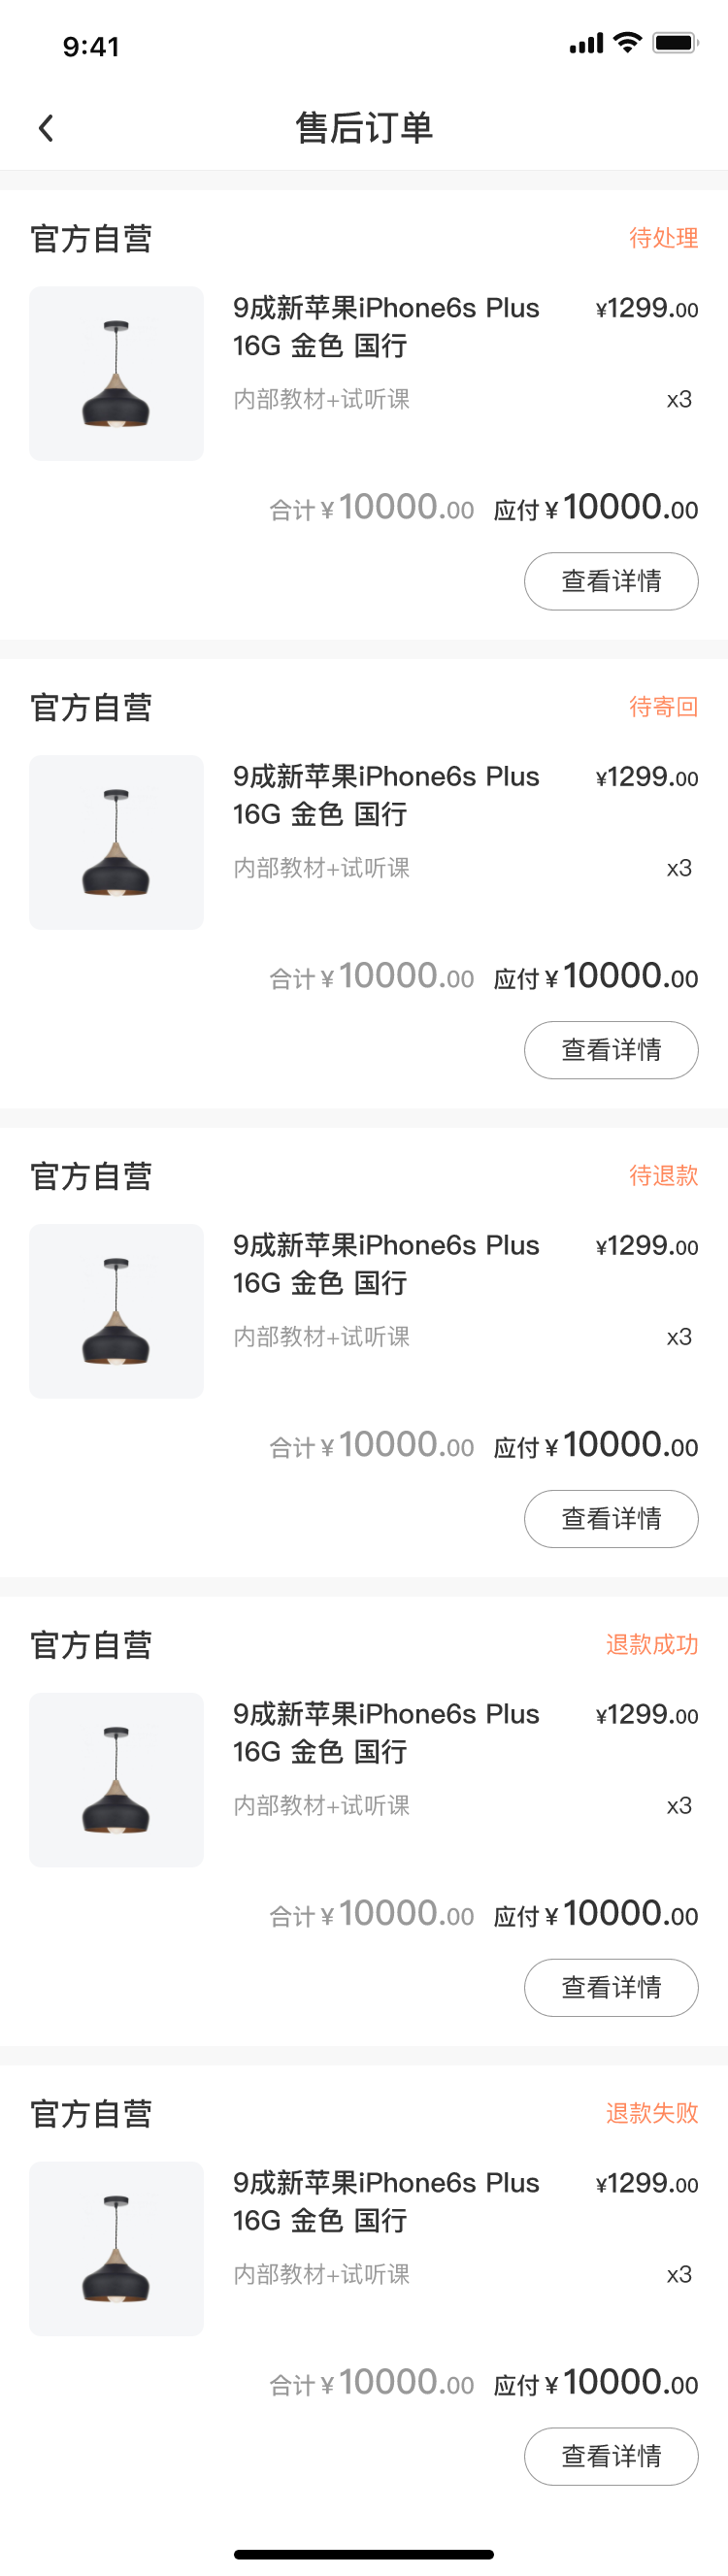 9:41
售后订单
官方自营 待处理
9成新苹果iPhone6s Plus ¥1299.00
16G 金色 国行
内部教材+试听课 x3
合计 ¥ 10000.00 应付 ¥ 10000.00
查看详情
官方自营 待寄回
9成新苹果iPhone6s Plus ¥1299.00
16G 金色 国行
内部教材+试听课 x3
合计 ¥ 10000.00 应付 ¥ 10000.00
查看详情
官方自营 待退款
9成新苹果iPhone6s Plus ¥1299.00
16G 金色 国行
内部教材+试听课 x3
合计 ¥ 10000.00 应付 ¥ 10000.00
查看详情
官方自营 退款成功
9成新苹果iPhone6s Plus ¥1299.00
16G 金色 国行
内部教材+试听课 x3
合计 ¥ 10000.00 应付 ¥ 10000.00
查看详情
官方自营 退款失败
9成新苹果iPhone6s Plus ¥1299.00
16G 金色 国行
内部教材+试听课 x3
合计 ¥ 10000.00 应付 ¥ 10000.00
查看详情